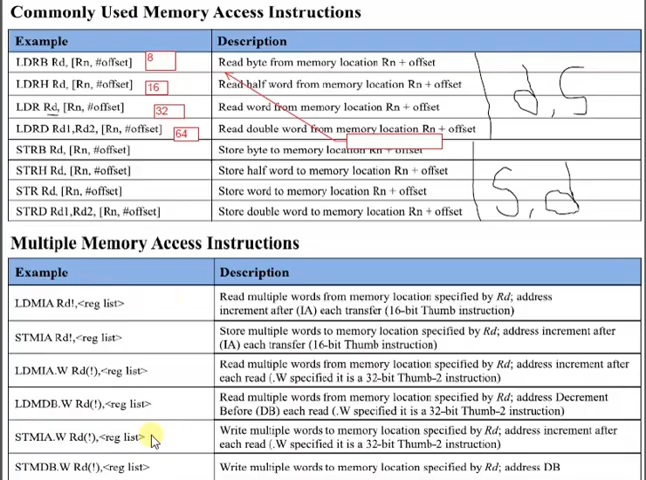 Commonly Used Memory Access Instructions
Example Description
LDRB Rd, [Rn, #offset] 8 Read byte from memory location Rn + offset
LDRH Rd, [Rn, #offset] 16 Read half word from memory location Rn + offset
LDR Rd, [Rn, #offset] 32 Read word from memory location Rn + offset
LDRD Rd1,Rd2, [Rn, #offset] 64 Read double word from memory location Rn + offset
d,S
STRB Rd, [Rn, #offset] Store byte to memory location Rn + offset
STRH Rd, [Rn, #offset] Store half word to memory location Rn + offset
STR Rd, [Rn, #offset] Store word to memory location Rn + offset
STRD Rd1,Rd2, [Rn, #offset] Store double word to memory location Rn + offset
S,d
Multiple Memory Access Instructions
Example Description
LDMIA Rd!,<reg list> Read multiple words from memory location specified by Rd; address
increment after (IA) each transfer (16-bit Thumb instruction)
STMIA Rd!,<reg list> Store multiple words to memory location specified by Rd; address increment after
(IA) each transfer (16-bit Thumb instruction)
LDMIA.W Rd(!),<reg list> Read multiple words from memory location specified by Rd; address increment after
each read (.W specified it is a 32-bit Thumb-2 instruction)
LDMDB.W Rd(!),<reg list> Read multiple words from memory location specified by Rd; address Decrement
Before (DB) each read (.W specified it is a 32-bit Thumb-2 instruction)
STMIA.W Rd(!),<reg list> Write multiple words to memory location specified by Rd; address increment after
each read (.W specified it is a 32-bit Thumb-2 instruction)
STMDB.W Rd(!),<reg list> Write multiple words to memory location specified by Rd; address DB